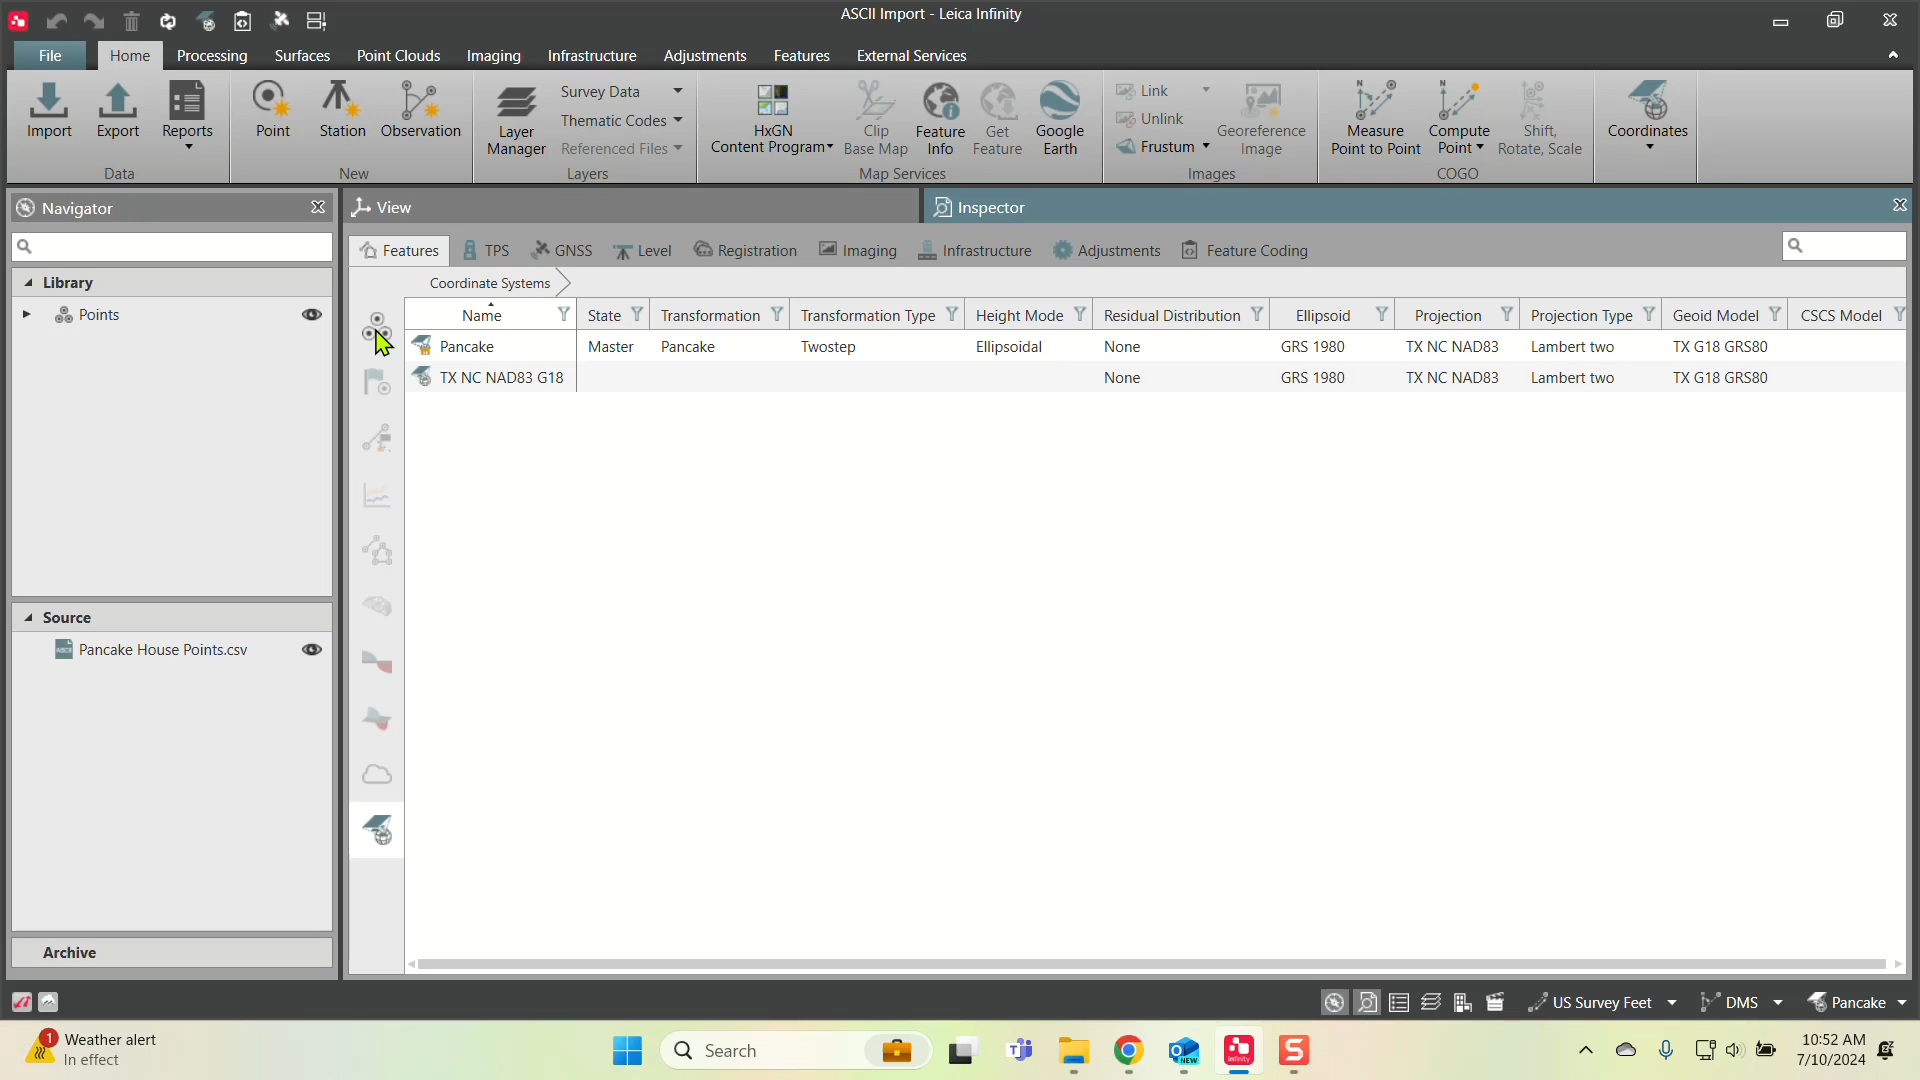 ASCII Import - Leica Infinity
File Home Processing Surfaces Point Clouds Imaging Infrastructure Adjustments Features External Services
Import Export Reports
Data
Point Station Observation
New
Layer Manager
Survey Data
Thematic Codes
Referenced Files
Layers
HxGN Content Program
Clip Base Map
Feature Info
Get Feature
Google Earth
Map Services
Link
Unlink
Frustum
Georeference Image
Images
Measure Point to Point
Compute Point
Shift, Rotate, Scale
COGO
Coordinates
Navigator
Library
Points
Source
ASCII
Pancake House Points.csv
Archive
View
Inspector
Features TPS GNSS Level Registration Imaging Infrastructure Adjustments Feature Coding
Coordinate Systems
Name State Transformation Transformation Type Height Mode Residual Distribution Ellipsoid Projection Projection Type Geoid Model CSCS Model
Pancake Master Pancake Twostep Ellipsoidal None GRS 1980 TX NC NAD83 Lambert two TX G18 GRS80
TX NC NAD83 G18 None GRS 1980 TX NC NAD83 Lambert two TX G18 GRS80
US Survey Feet DMS Pancake
1
Weather alert
In effect
Search
NEW
infinity
10:52 AM
7/10/2024